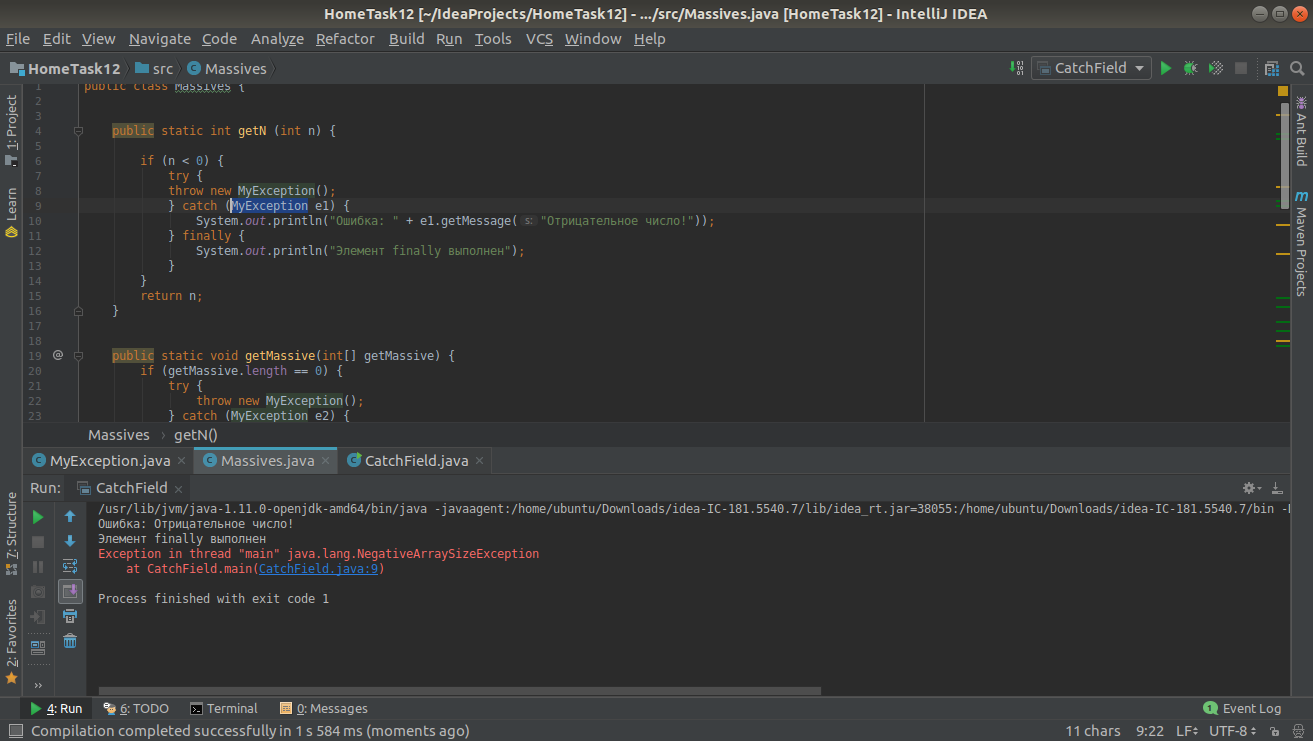 HomeTask12 [~/IdeaProjects/HomeTask12] - .../src/Massives.java [HomeTask12] - IntelliJ IDEA
File Edit View Navigate Code Analyze Refactor Build Run Tools VCS Window Help
HomeTask12 src Massives CatchField
1: Project
Learn
7: Structure
2: Favorites
Ant Build
Maven Projects
1 public class Massives {
2
3
4 public static int getN (int n) {
5
6 if (n < 0) {
7 try {
8 throw new MyException();
9 } catch (MyException e1) {
10 System.out.println("Ошибка: " + e1.getMessage( s: "Отрицательное число!"));
11 } finally {
12 System.out.println("Элемент finally выполнен");
13 }
14 }
15 return n;
16 }
17
18
19 @ public static void getMassive(int[] getMassive) {
20 if (getMassive.length == 0) {
21 try {
22 throw new MyException();
23 } catch (MyException e2) {
Massives › getN()
MyException.java Massives.java CatchField.java
Run: CatchField
/usr/lib/jvm/java-1.11.0-openjdk-amd64/bin/java -javaagent:/home/ubuntu/Downloads/idea-IC-181.5540.7/lib/idea_rt.jar=38055:/home/ubuntu/Downloads/idea-IC-181.5540.7/bin
Ошибка: Отрицательное число!
Элемент finally выполнен
Exception in thread "main" java.lang.NegativeArraySizeException
at CatchField.main(CatchField.java:9)
Process finished with exit code 1
4: Run 6: TODO Terminal 0: Messages 1 Event Log
Compilation completed successfully in 1 s 584 ms (moments ago) 11 chars 9:22 LF UTF-8